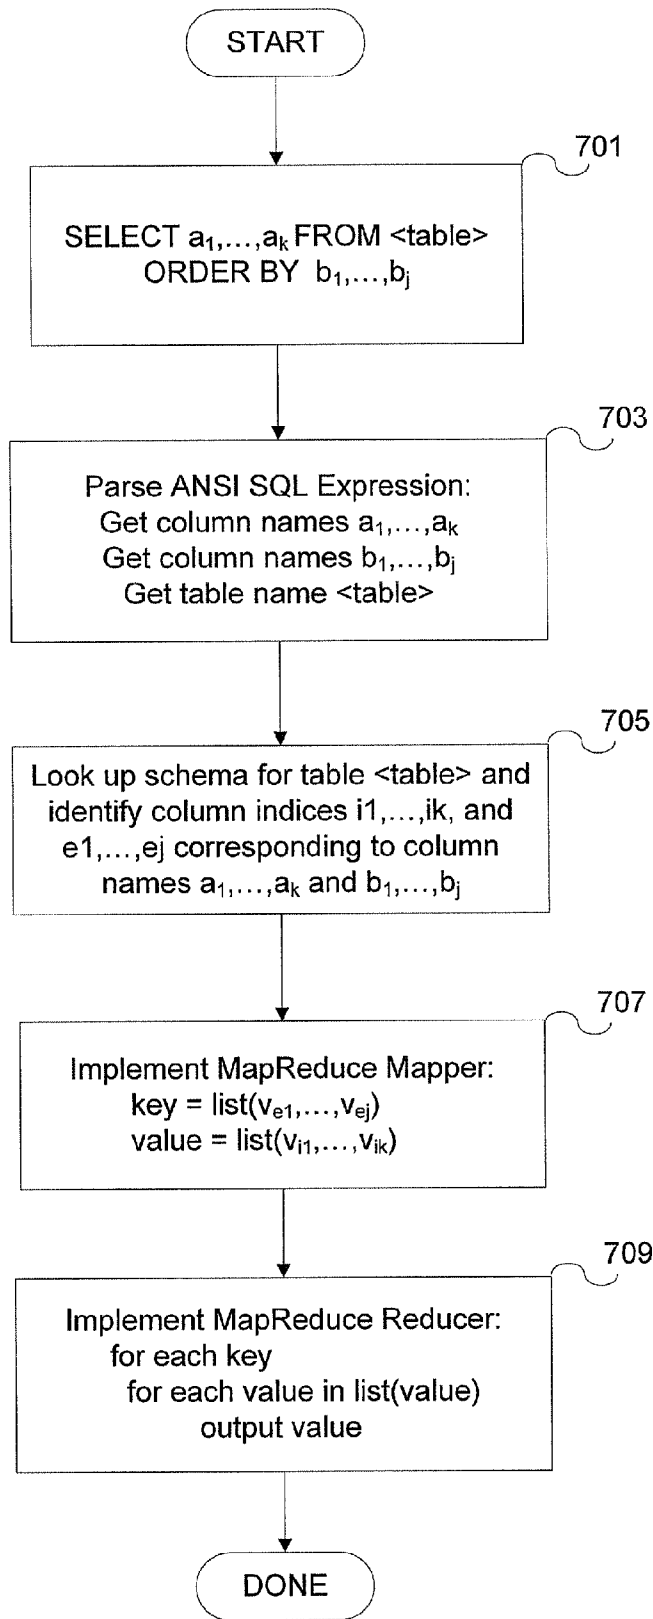 START
701
SELECT a₁,...,aₖ FROM <table>
ORDER BY b₁,...,bⱼ
703
Parse ANSI SQL Expression:
Get column names a₁,...,aₖ
Get column names b₁,...,bⱼ
Get table name <table>
705
Look up schema for table <table> and
identify column indices i1,...,ik, and
e1,...,ej corresponding to column
names a₁,...,aₖ and b₁,...,bⱼ
707
Implement MapReduce Mapper:
key = list(vₑ₁,...,vₑⱼ)
value = list(vᵢ₁,...,vᵢₖ)
709
Implement MapReduce Reducer:
for each key
for each value in list(value)
output value
DONE